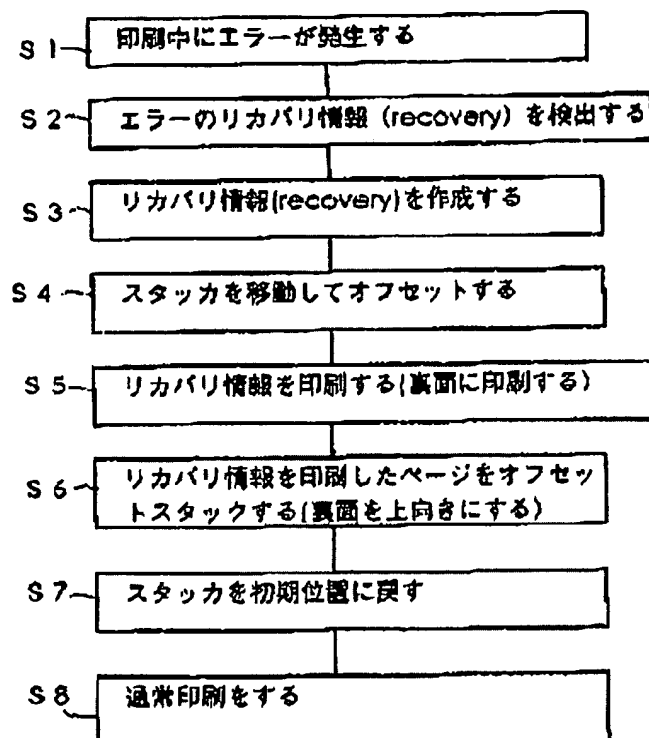 S1 印刷中にエラーが発生する
S2 エラーのリカバリ情報(recovery)を検出する
S3 リカバリ情報(recovery)を作成する
S4 スタッカを移動してオフセットする
S5 リカバリ情報を印刷する(裏面に印刷する)
S6 リカバリ情報を印刷したページをオフセッ
トスタックする(裏面を上向きにする)
S7 スタッカを初期位置に戻す
S8 通常印刷をする